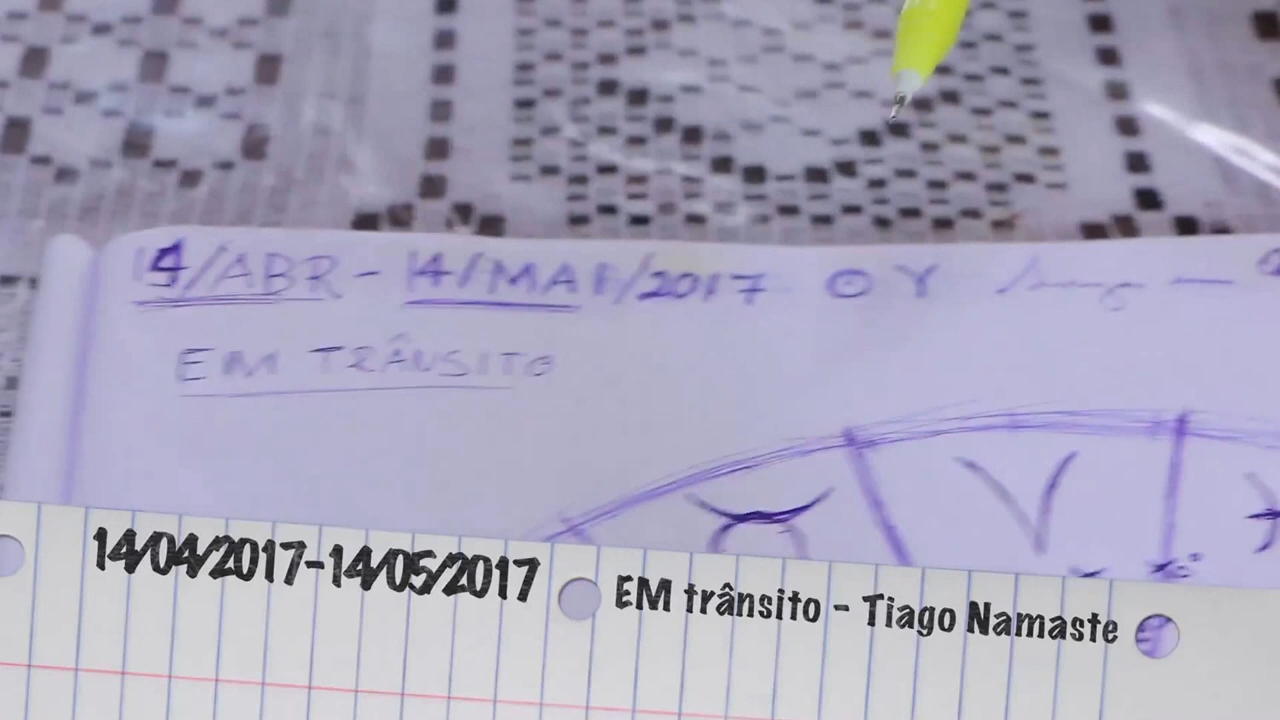 14/ABR - 14/MAI/2017 ☉ ♈
EM TRÂNSITO
14/04/2017-14/05/2017
EM trânsito - Tiago Namaste